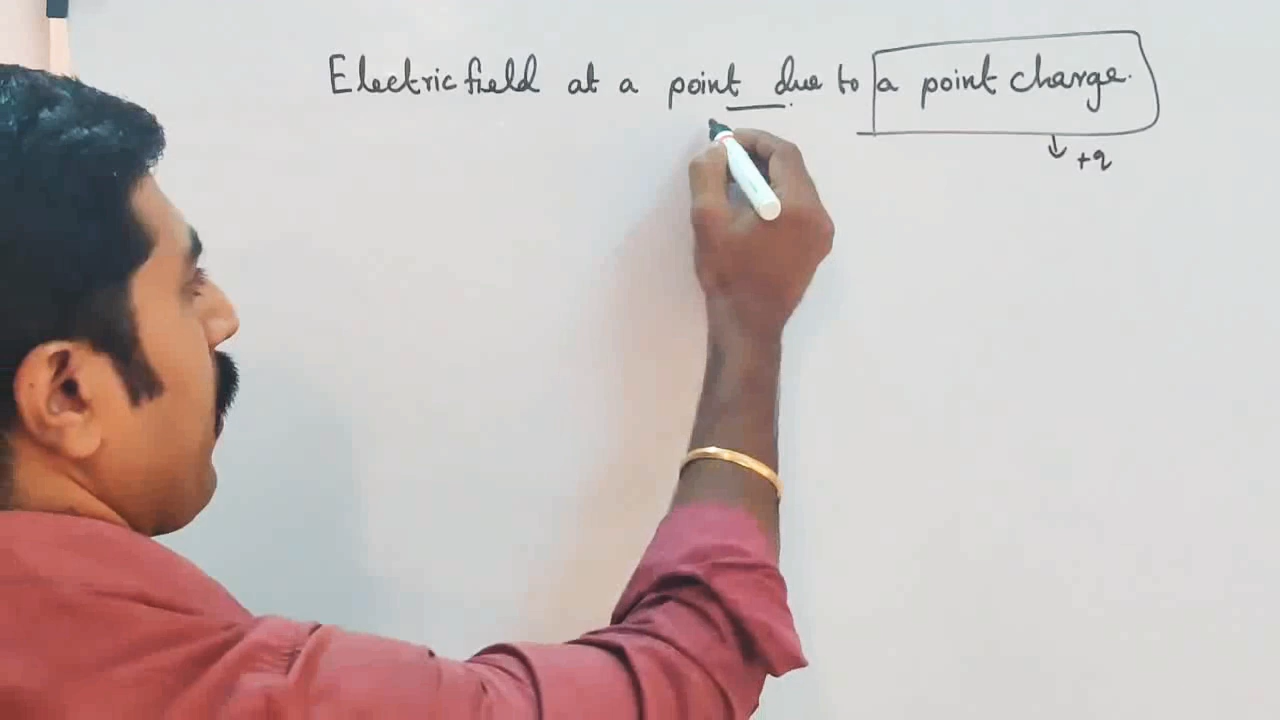 Electric field at a point due to a point charge.
+q